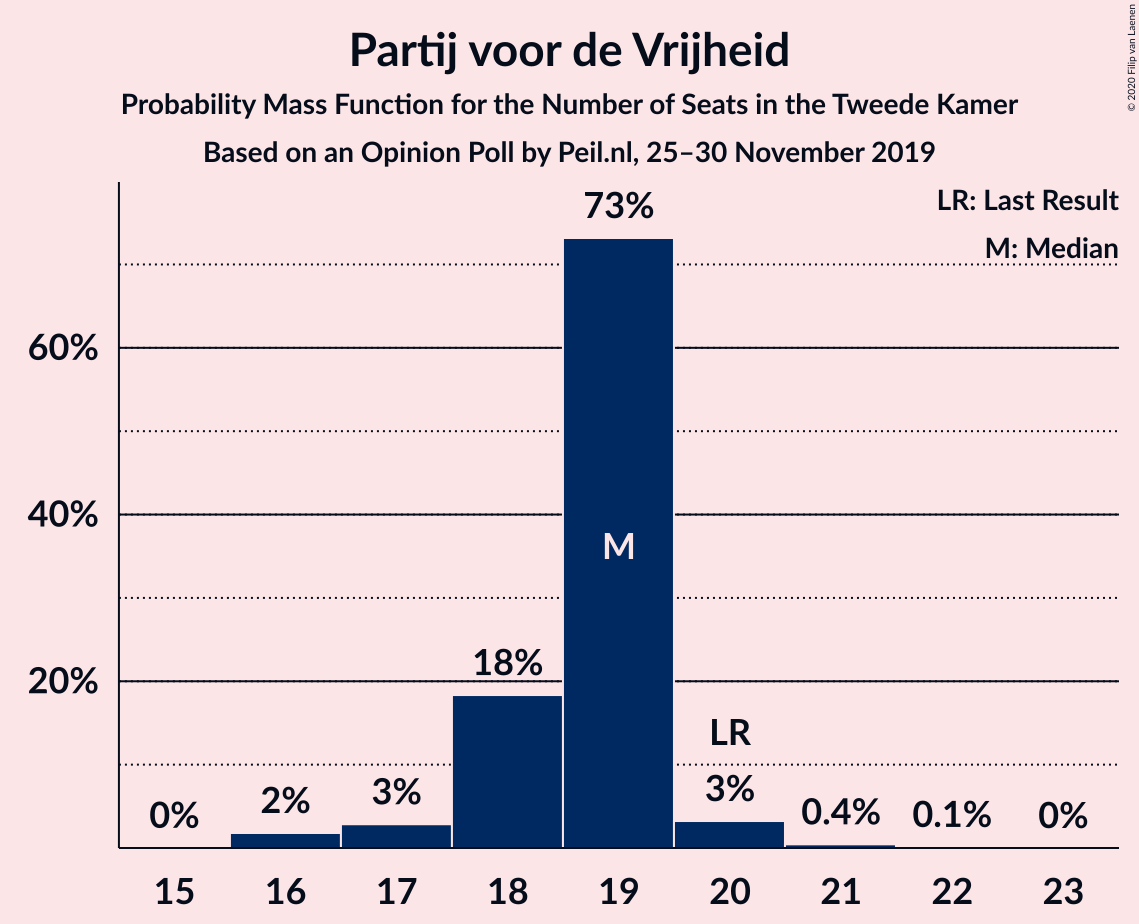 Partij voor de Vrijheid
Probability Mass Function for the Number of Seats in the Tweede Kamer
Based on an Opinion Poll by Peil.nl, 25–30 November 2019
© 2020 Filip van Laenen
LR: Last Result
M: Median
73%
60%
40%
M
18%
20%
LR
0%
2%
3%
3%
0.4%
0.1%
0%
15
16
17
18
19
20
21
22
23